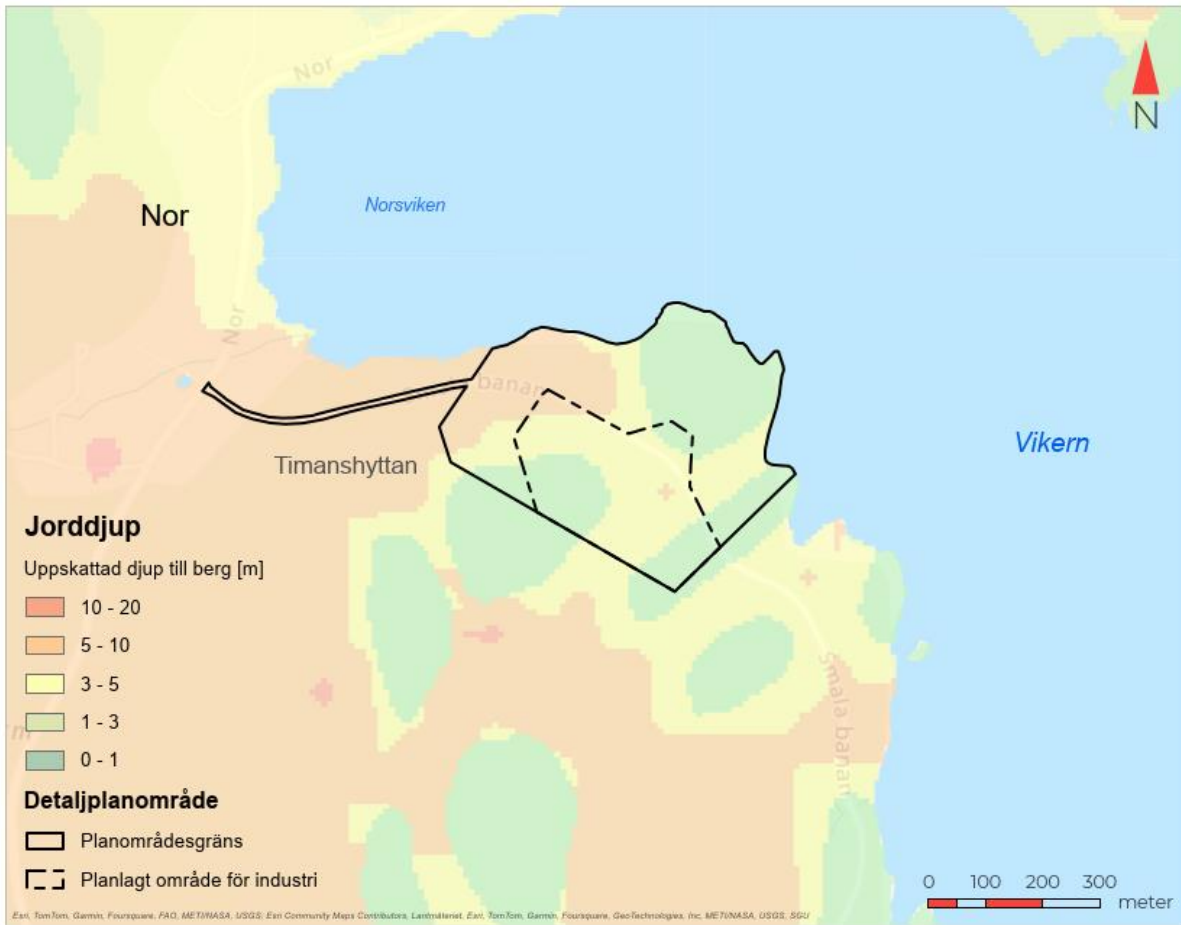 Nor
N
Nor
Norsviken
Nor
Smala banan
Vikern
Timanshyttan
Jorddjup
Uppskattad djup till berg [m]
10 - 20
5 - 10
3 - 5
1 - 3
0 - 1
Smala banan
Detaljplanområde
Planområdesgräns
Planlagt område för industri
0 100 200 300
meter
Esri, TomTom, Garmin, Foursquare, FAO, METI/NASA, USGS; Esri Community Maps Contributors, Lantmäteriet, Esri, TomTom, Garmin, Foursquare, GeoTechnologies, Inc, METI/NASA, USGS, SGU